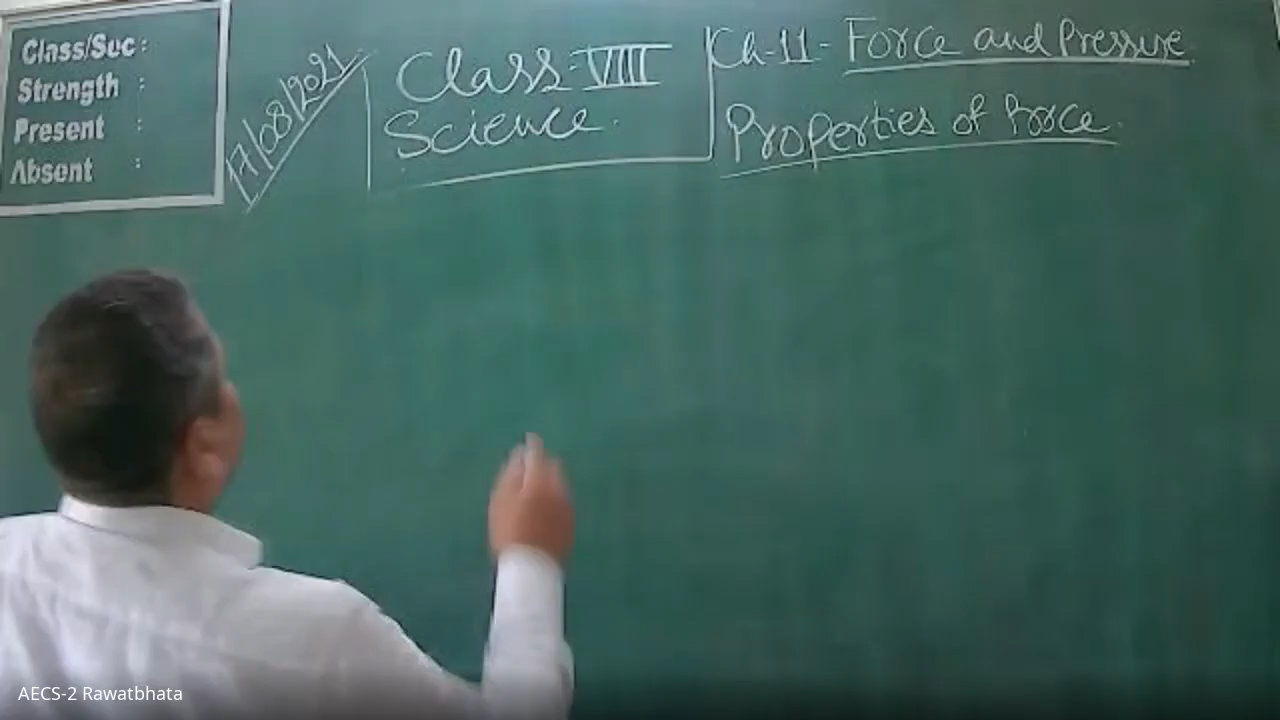 Class/Sec :
Strength :
Present :
Absent :
17/08/2021
Class-VIII
Science.
Ch-11- Force and Pressure
Properties of Force.
AECS-2 Rawatbhata